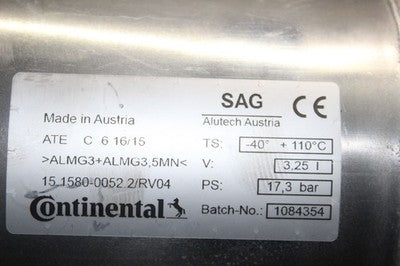 SAG CE
Made in Austria Alutech Austria
ATE C 6 16/15 TS: -40° + 110°C
>ALMG3+ALMG3,5MN< V: 3.25 l
15.1580-0052.2/RV04 PS: 17,3 bar
Continental Batch-No.: 1084354